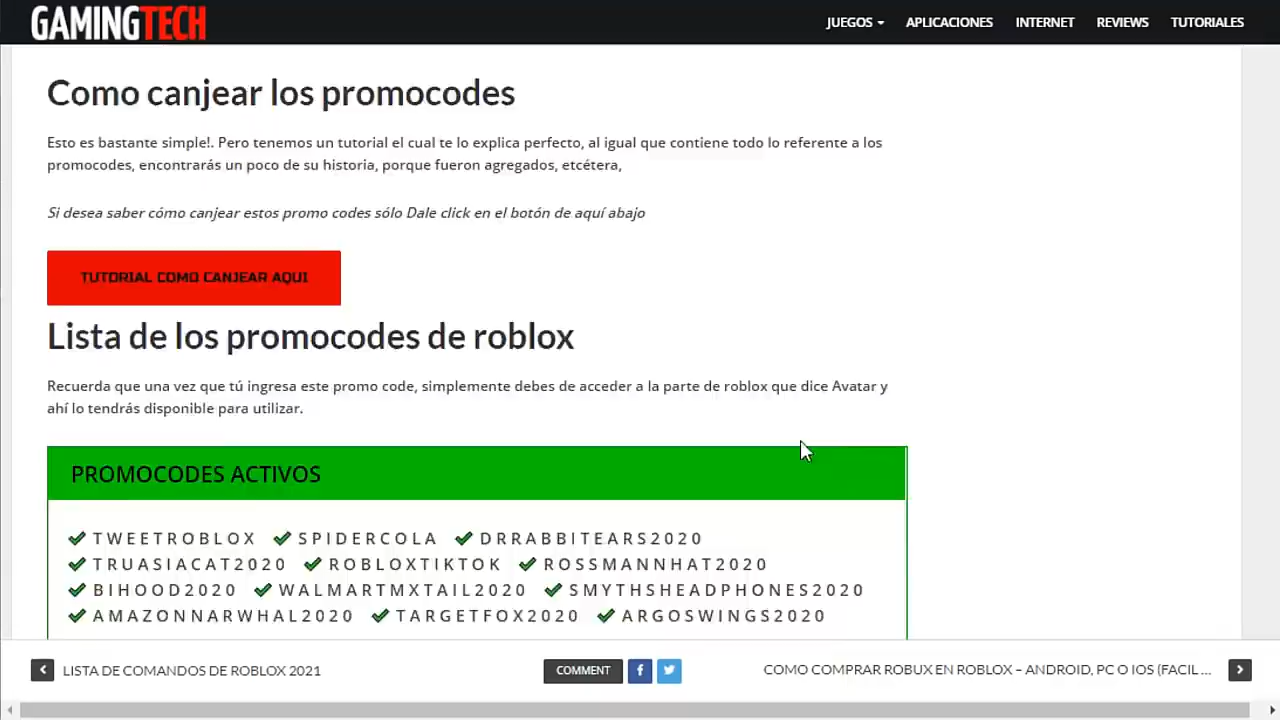 GAMINGTECH
JUEGOS APLICACIONES INTERNET REVIEWS TUTORIALES
Como canjear los promocodes
Esto es bastante simple!. Pero tenemos un tutorial el cual te lo explica perfecto, al igual que contiene todo lo referente a los
promocodes, encontrarás un poco de su historia, porque fueron agregados, etcétera,
Si desea saber cómo canjear estos promo codes sólo Dale click en el botón de aquí abajo
TUTORIAL COMO CANJEAR AQUI
Lista de los promocodes de roblox
Recuerda que una vez que tú ingresa este promo code, simplemente debes de acceder a la parte de roblox que dice Avatar y
ahí lo tendrás disponible para utilizar.
PROMOCODES ACTIVOS
TWEETROBLOX SPIDERCOLA DRRABBITEARS2020
TRUASIACAT2020 ROBLOXTIKTOK ROSSMANNHAT2020
BIHOOD2020 WALMARTMXTAIL2020 SMYTHSHEADPHONES2020
AMAZONNARWHAL2020 TARGETFOX2020 ARGOSWINGS2020
LISTA DE COMANDOS DE ROBLOX 2021 COMMENT COMO COMPRAR ROBUX EN ROBLOX – ANDROID, PC O IOS (FACIL ...